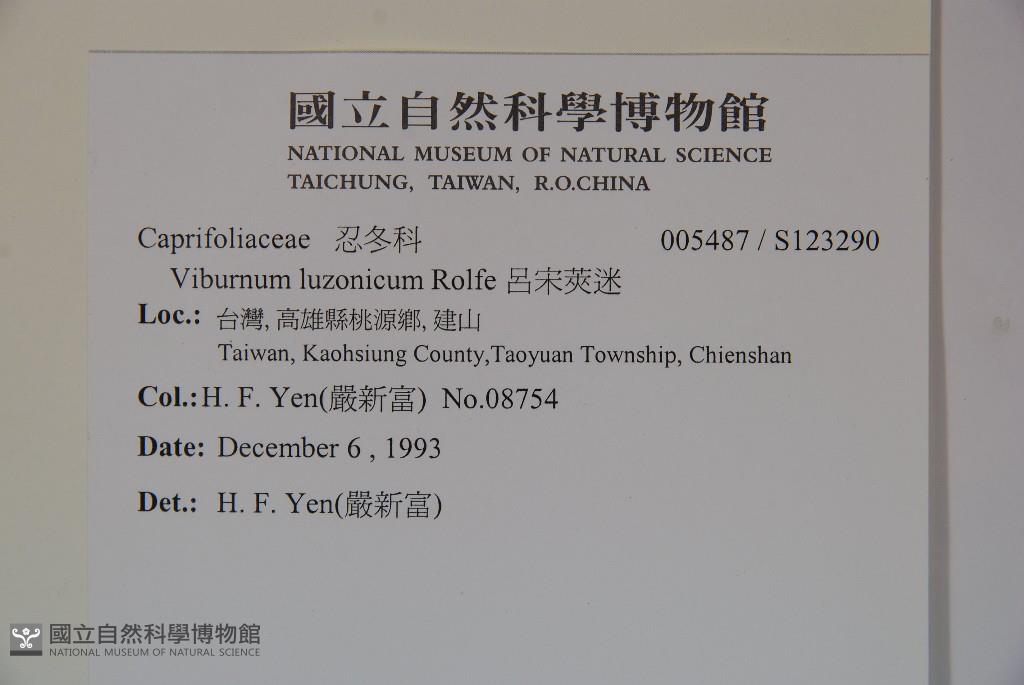 國立自然科學博物館
NATIONAL MUSEUM OF NATURAL SCIENCE
TAICHUNG, TAIWAN, R.O.CHINA
Caprifoliaceae 忍冬科 005487 / S123290
Viburnum luzonicum Rolfe 呂宋莢迷
Loc.: 台灣, 高雄縣桃源鄉, 建山
Taiwan, Kaohsiung County,Taoyuan Township, Chienshan
Col.:H. F. Yen(嚴新富) No.08754
Date: December 6 , 1993
Det.: H. F. Yen(嚴新富)
國立自然科學博物館
NATIONAL MUSEUM OF NATURAL SCIENCE